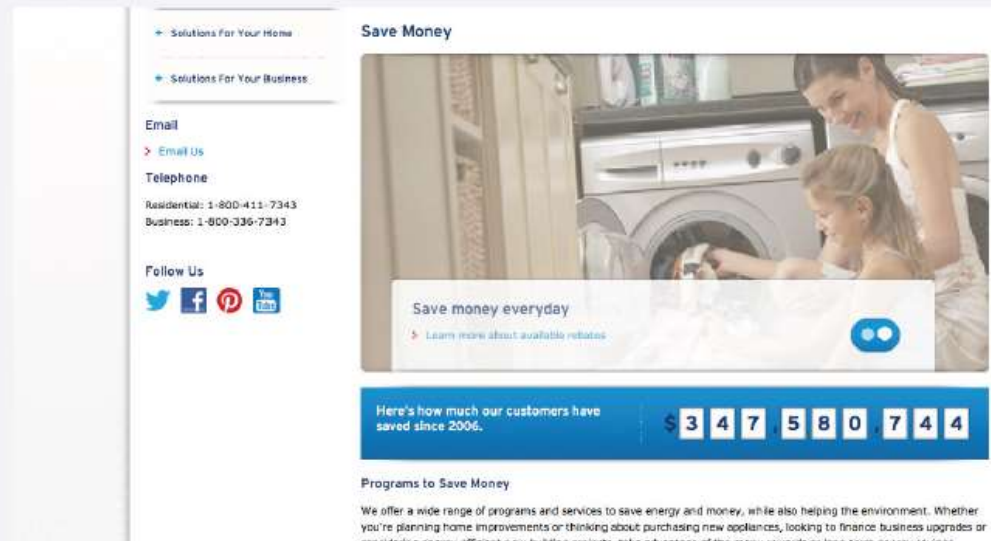 Solutions For Your Home
Solutions For Your Business
Email
Email Us
Telephone
Residential: 1-800-411-7343
Business: 1-800-336-7343
Follow Us
You
Tube
Save Money
Save money everyday
Learn more about available rebates
Here's how much our customers have
saved since 2006.
$347,580,744
Programs to Save Money
We offer a wide range of programs and services to save energy and money, while also helping the environment. Whether
you're planning home improvements or thinking about purchasing new appliances, looking to finance business upgrades or